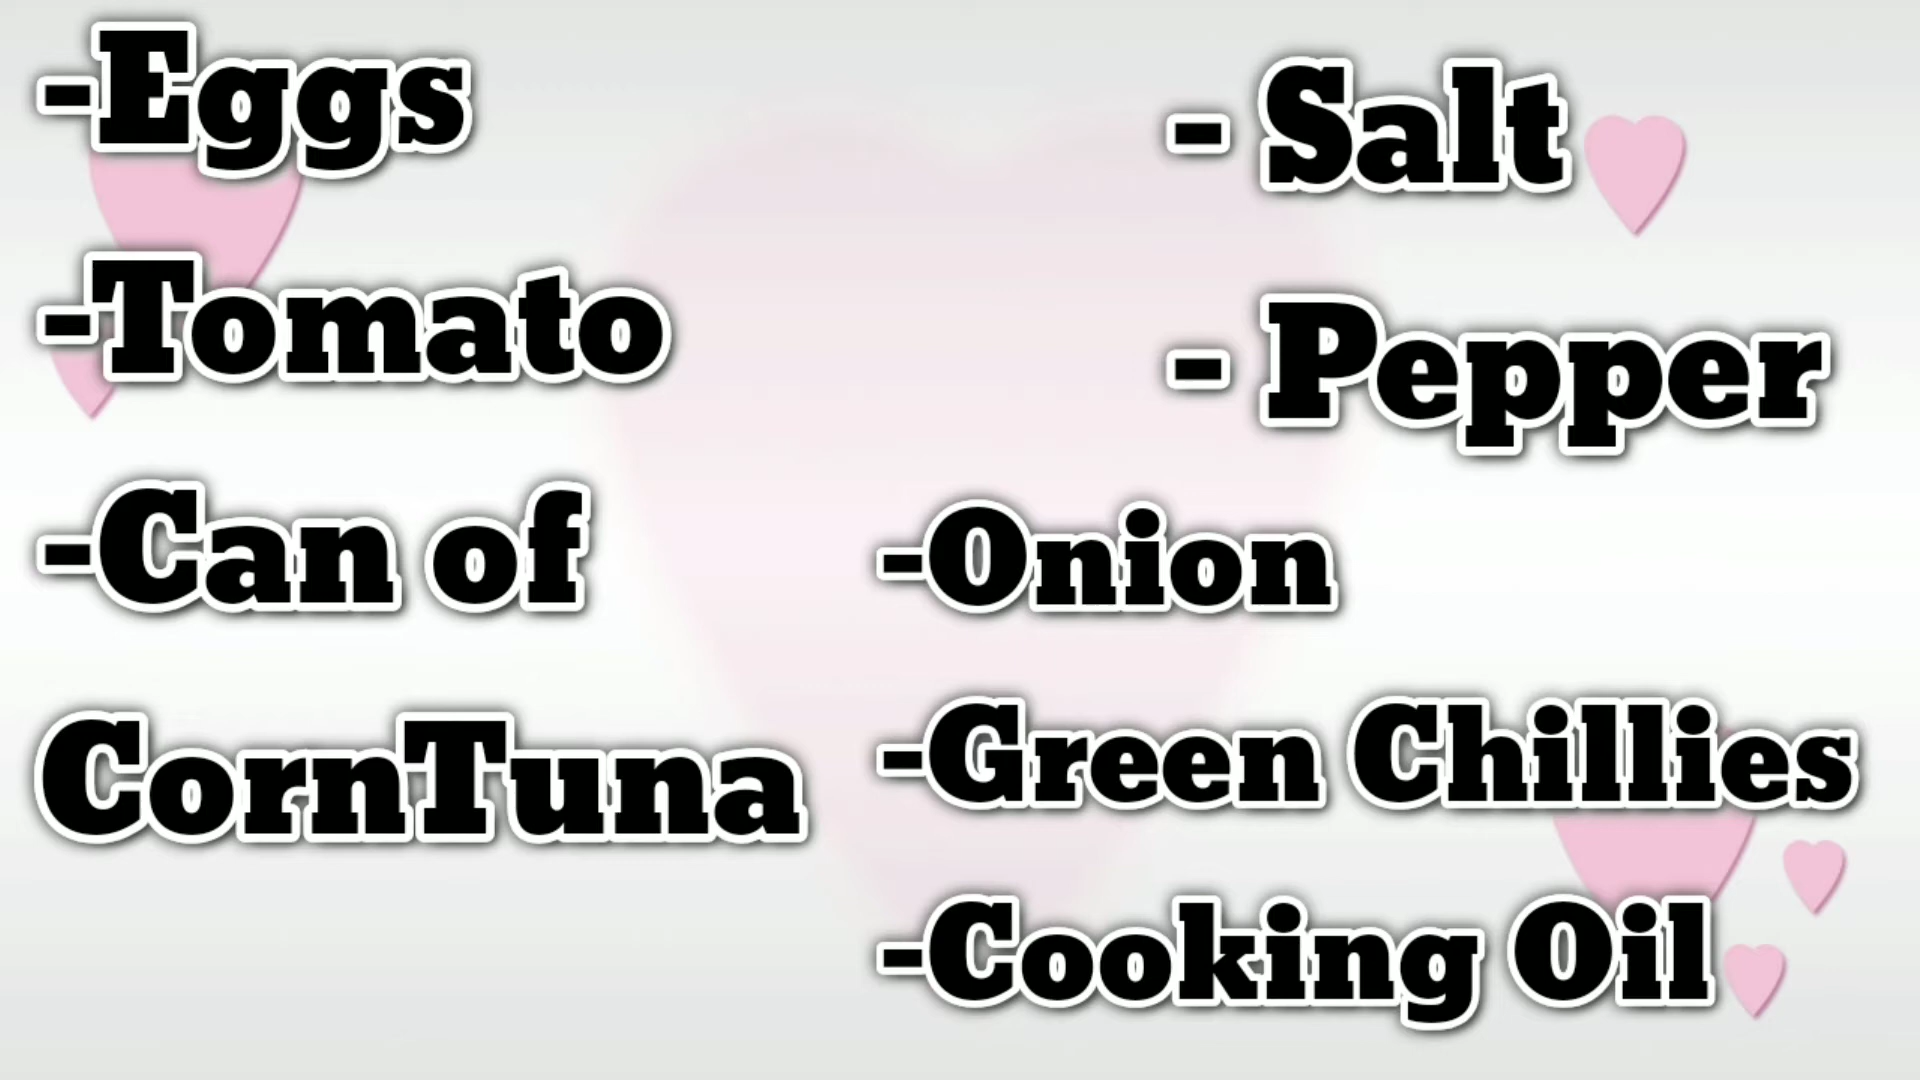 -Eggs
-Tomato
-Can of
CornTuna
- Salt
- Pepper
-Onion
-Green Chillies
-Cooking Oil